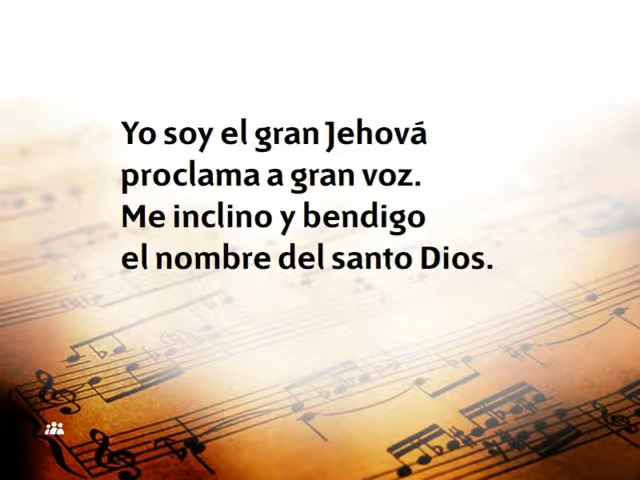 Yo soy el gran Jehová
proclama a gran voz.
Me inclino y bendigo
el nombre del santo Dios.